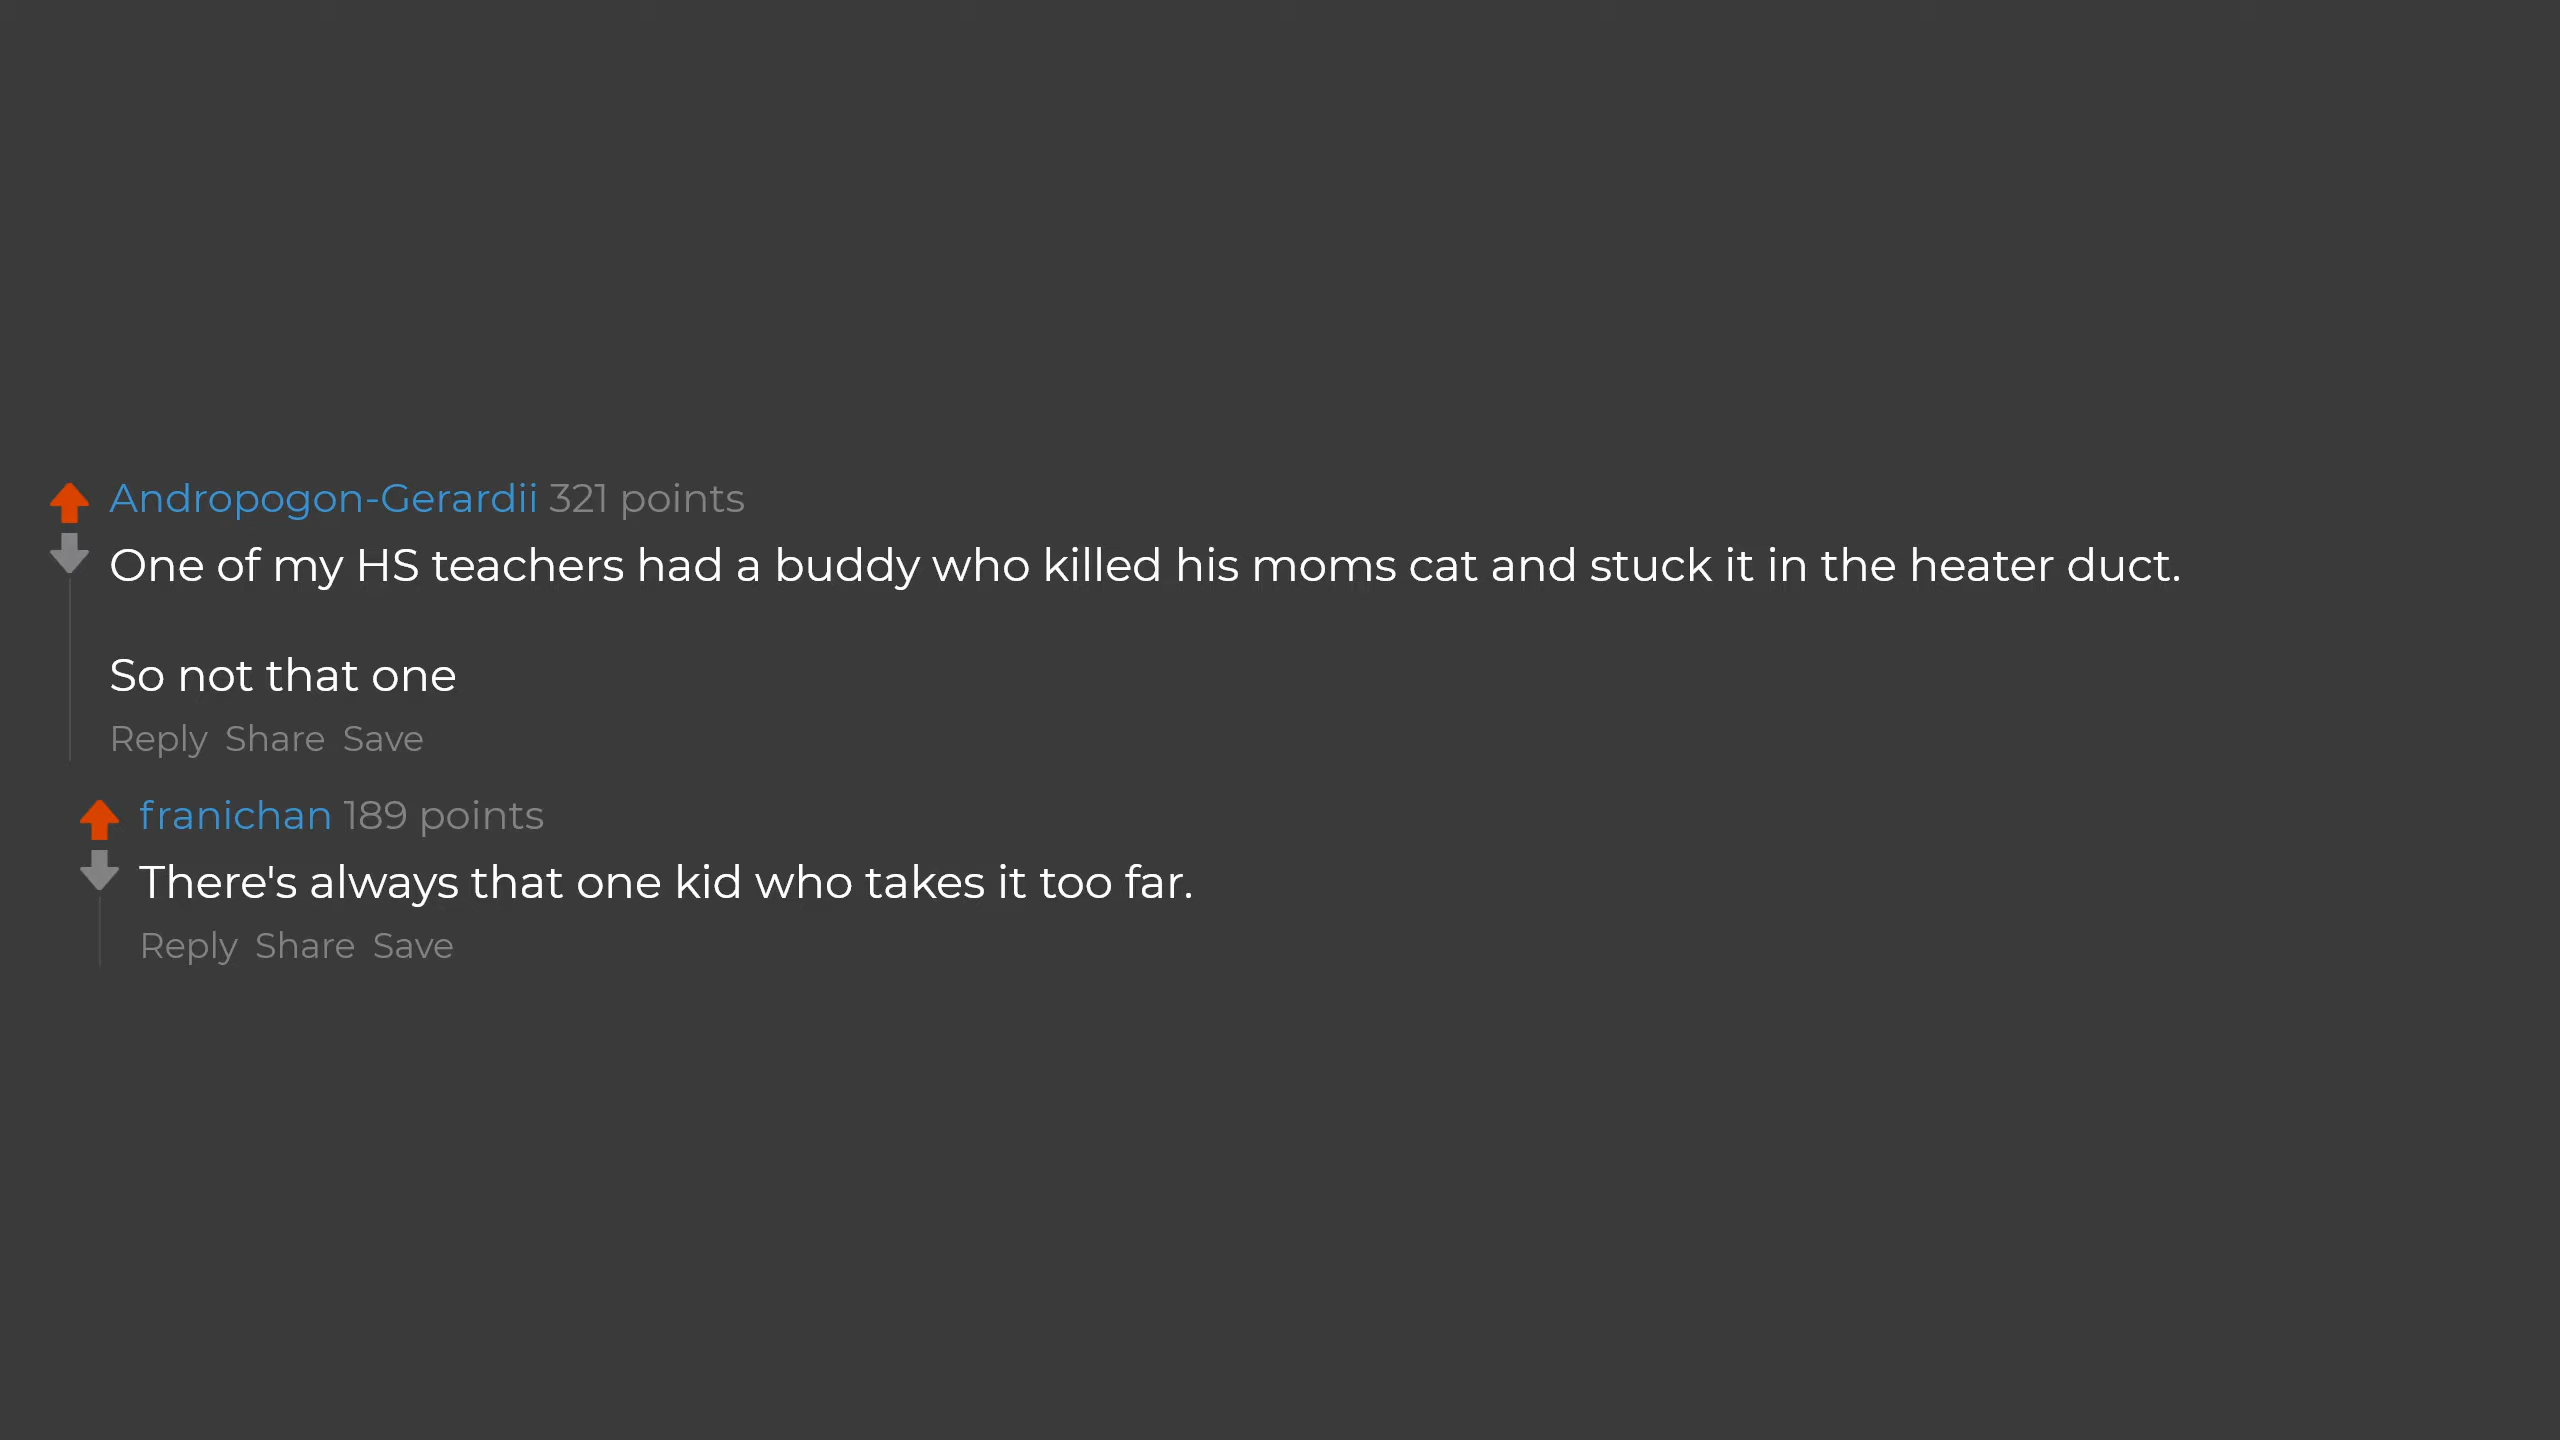 Andropogon-Gerardii 321 points
One of my HS teachers had a buddy who killed his moms cat and stuck it in the heater duct.
So not that one
Reply Share Save
franichan 189 points
There's always that one kid who takes it too far.
Reply Share Save